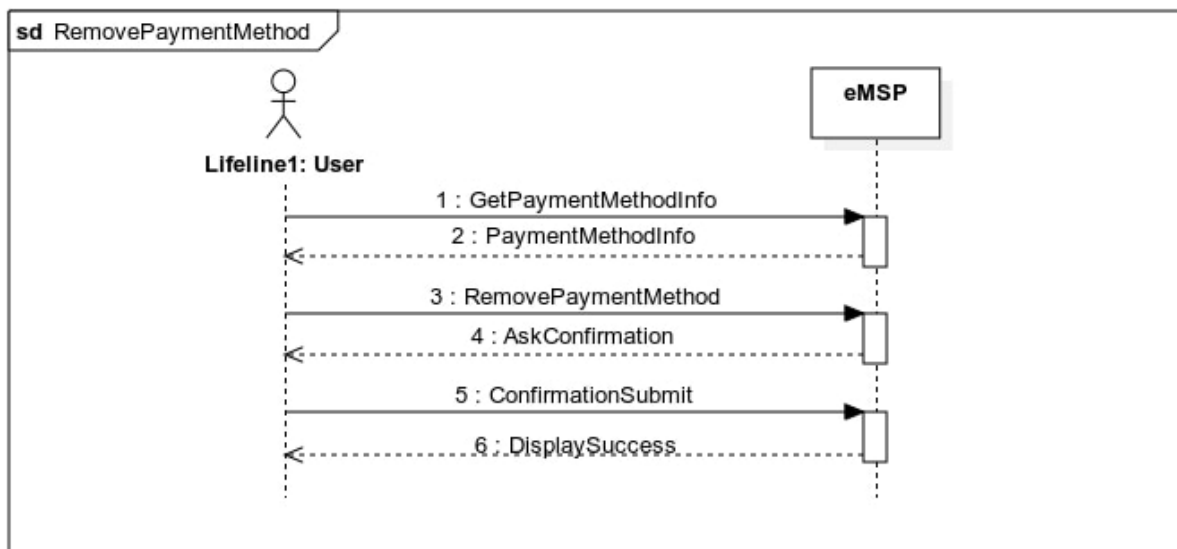 sd RemovePaymentMethod
eMSP
Lifeline1: User
1 : GetPaymentMethodInfo
2 : PaymentMethodInfo
3 : RemovePaymentMethod
4 : AskConfirmation
5 : ConfirmationSubmit
6 : DisplaySuccess